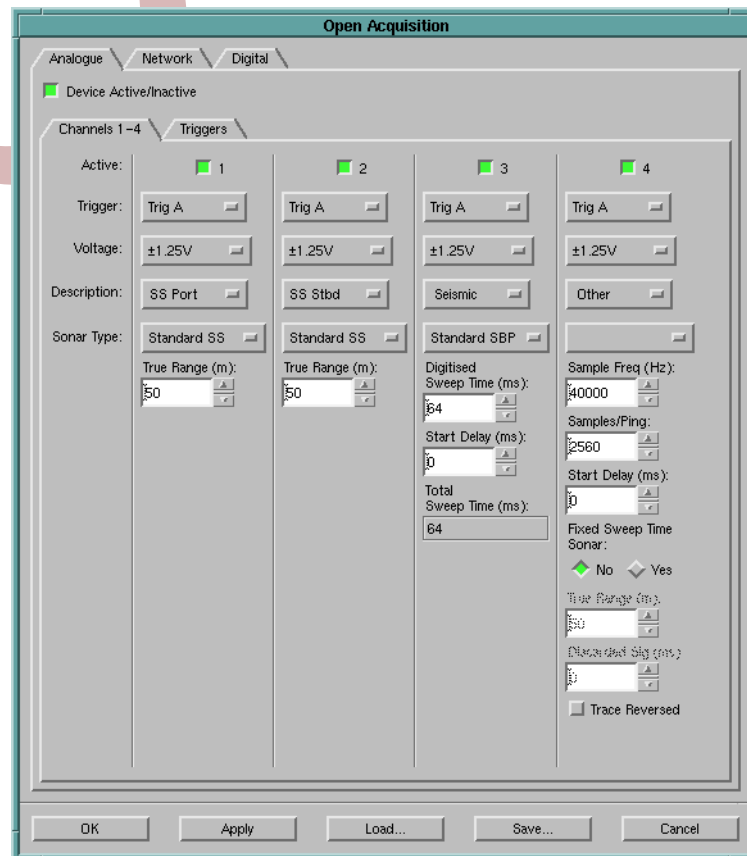 Open Acquisition
Analogue Network Digital
Device Active/Inactive
Channels 1-4 Triggers
Active: 1 2 3 4
Trigger: Trig A Trig A Trig A Trig A
Voltage: ±1.25V ±1.25V ±1.25V ±1.25V
Description: SS Port SS Stbd Seismic Other
Sonar Type: Standard SS Standard SS Standard SBP
True Range (m):
50
True Range (m):
50
Digitised
Sweep Time (ms):
64
Start Delay (ms):
0
Total
Sweep Time (ms):
64
Sample Freq (Hz):
40000
Samples/Ping:
2560
Start Delay (ms):
0
Fixed Sweep Time
Sonar:
No Yes
True Range (m):
50
Discarded Sig (ms)
0
Trace Reversed
OK Apply Load... Save... Cancel